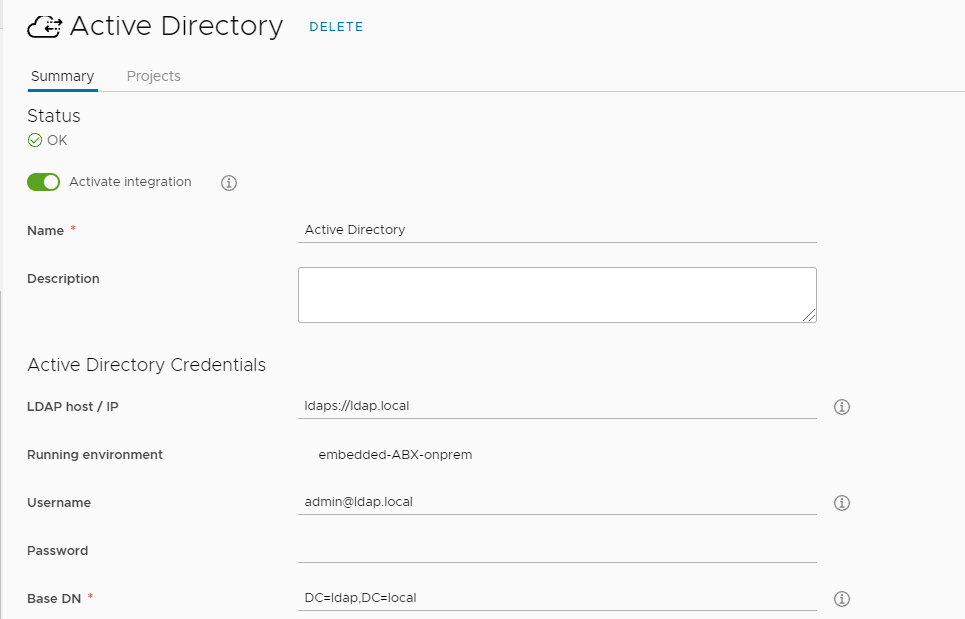 Active Directory DELETE
Summary Projects
Status
OK
Activate integration
Name * Active Directory
Description
Active Directory Credentials
LDAP host / IP ldaps://ldap.local
Running environment embedded-ABX-onprem
Username admin@ldap.local
Password
Base DN * DC=ldap,DC=local